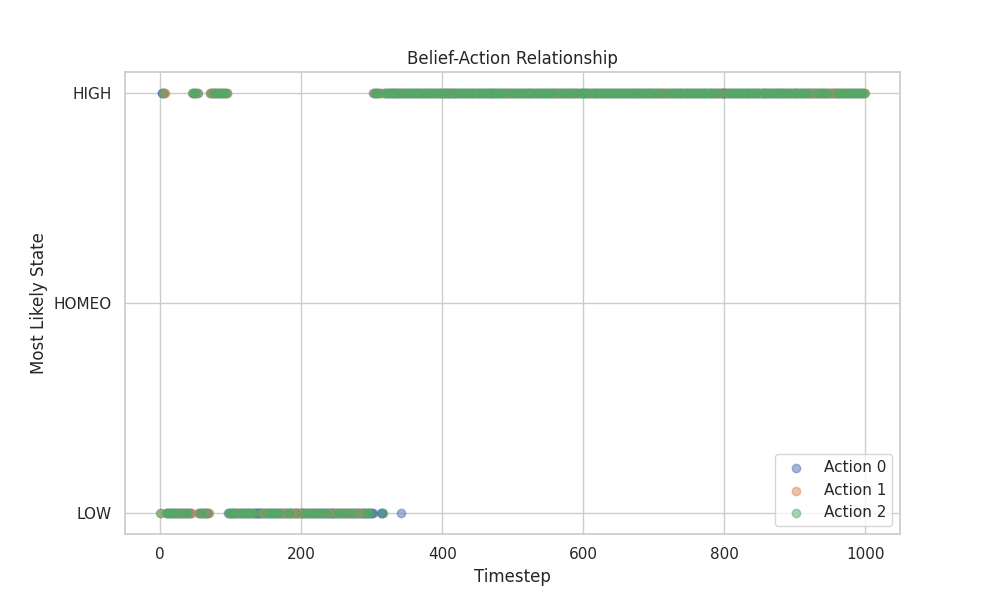 Belief-Action Relationship
HIGH
HOMEO
LOW
Most Likely State
0
200
400
600
800
1000
Timestep
Action 0
Action 1
Action 2